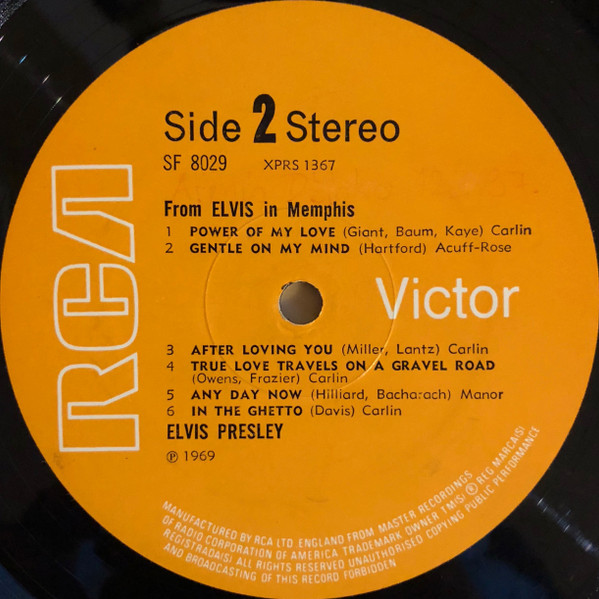 RCA
Side 2 Stereo
SF 8029 XPRS 1367
From ELVIS in Memphis
1 POWER OF MY LOVE (Giant, Baum, Kaye) Carlin
2 GENTLE ON MY MIND (Hartford) Acuff-Rose
Victor
3 AFTER LOVING YOU (Miller, Lantz) Carlin
4 TRUE LOVE TRAVELS ON A GRAVEL ROAD
(Owens, Frazier) Carlin
5 ANY DAY NOW (Hilliard, Bacharach) Manor
6 IN THE GHETTO (Davis) Carlin
ELVIS PRESLEY
℗ 1969
MANUFACTURED BY RCA LTD. ENGLAND FROM MASTER RECORDINGS
OF RADIO CORPORATION OF AMERICA TRADEMARK OWNER TM(S) ® REG MARCA(S)
REGISTRADA(S) ALL RIGHTS RESERVED UNAUTHORISED COPYING PUBLIC PERFORMANCE
AND BROADCASTING OF THIS RECORD FORBIDDEN